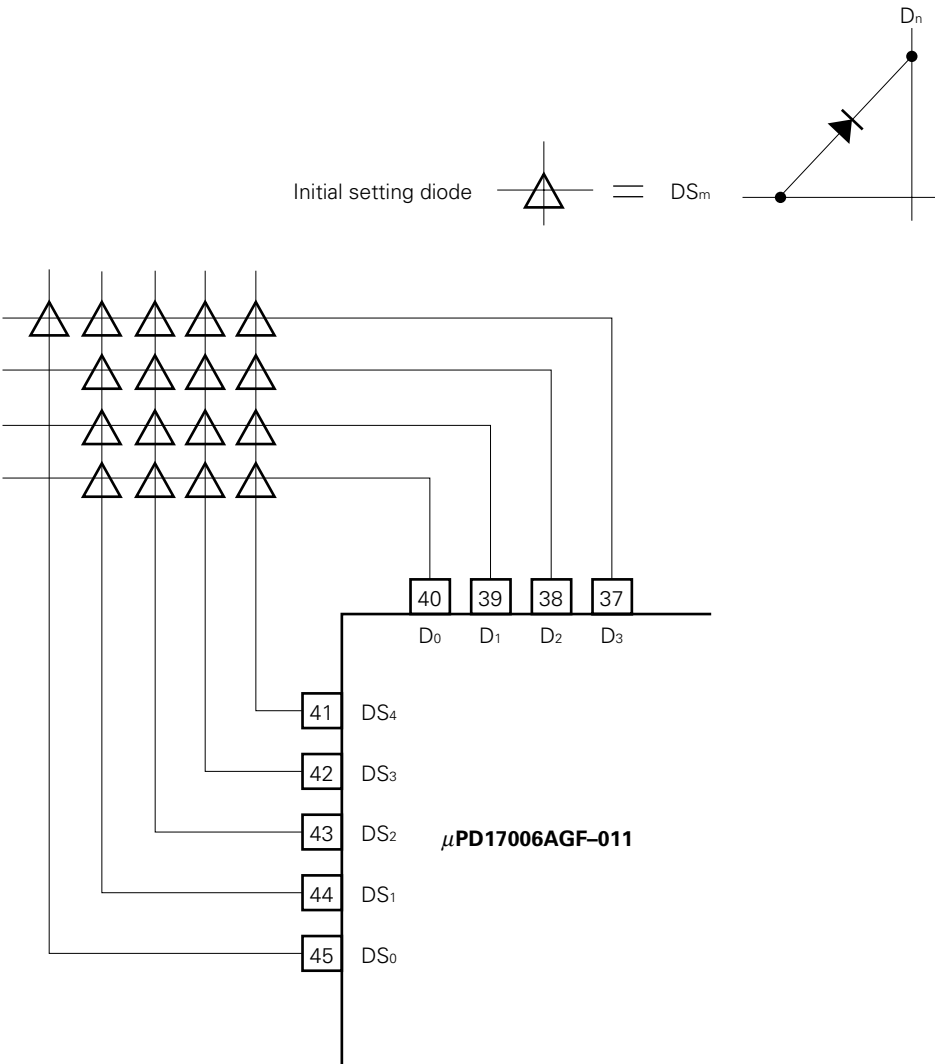 Dn
Initial setting diode = DSm
40 39 38 37
D0 D1 D2 D3
41 DS4
42 DS3
43 DS2 μPD17006AGF–011
44 DS1
45 DS0